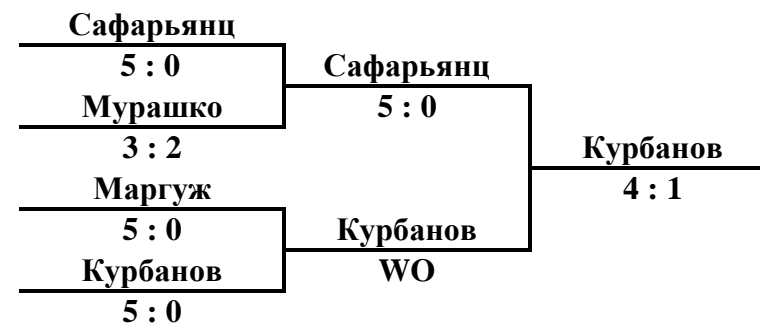 Сафарьянц
5 : 0
Сафарьянц
Мурашко
5 : 0
3 : 2
Курбанов
Маргуж
4 : 1
5 : 0
Курбанов
Курбанов
WO
5 : 0